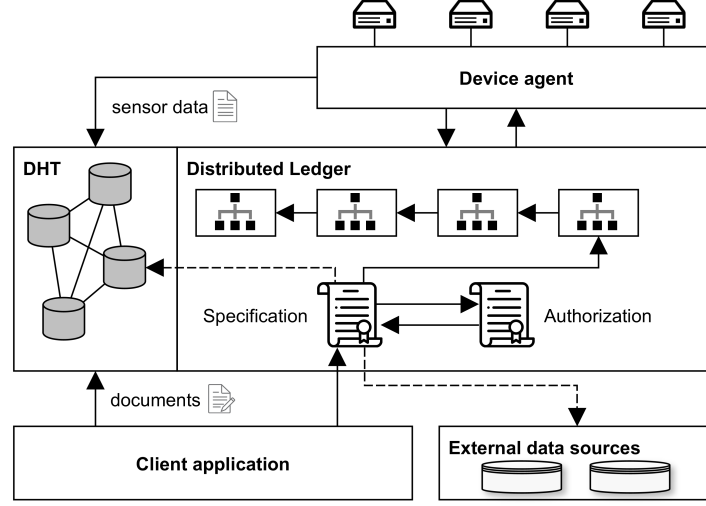 Device agent
sensor data
DHT
Distributed Ledger
Specification
Authorization
documents
Client application
External data sources